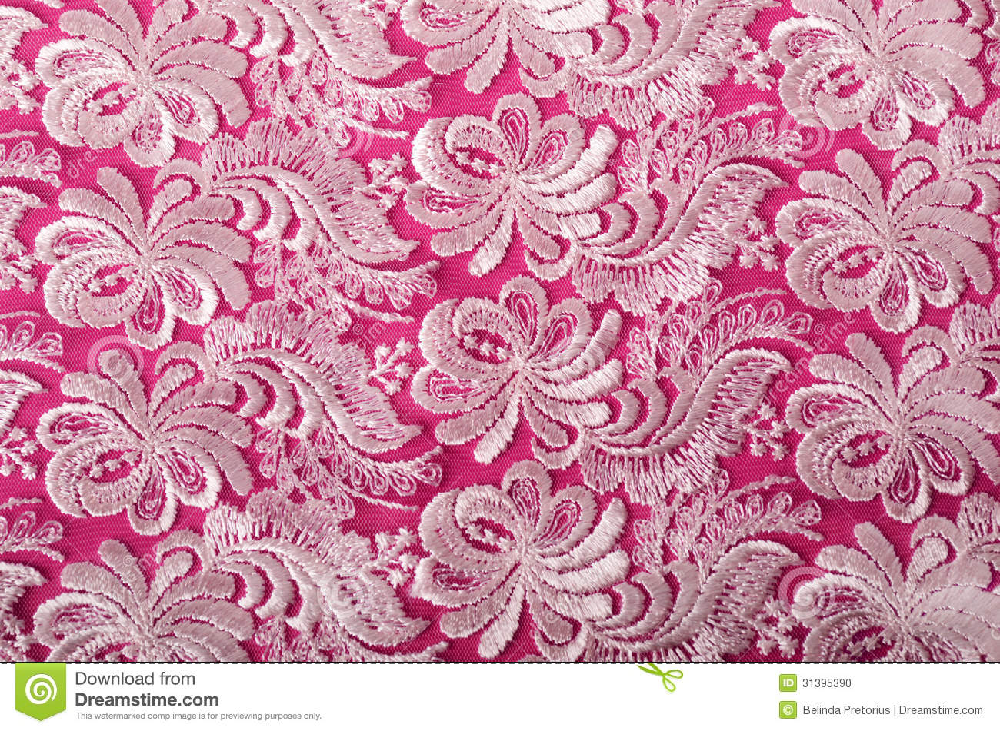 Download from
Dreamstime.com
This watermarked comp image is for previewing purposes only.
ID 31395390
© Belinda Pretorius | Dreamstime.com